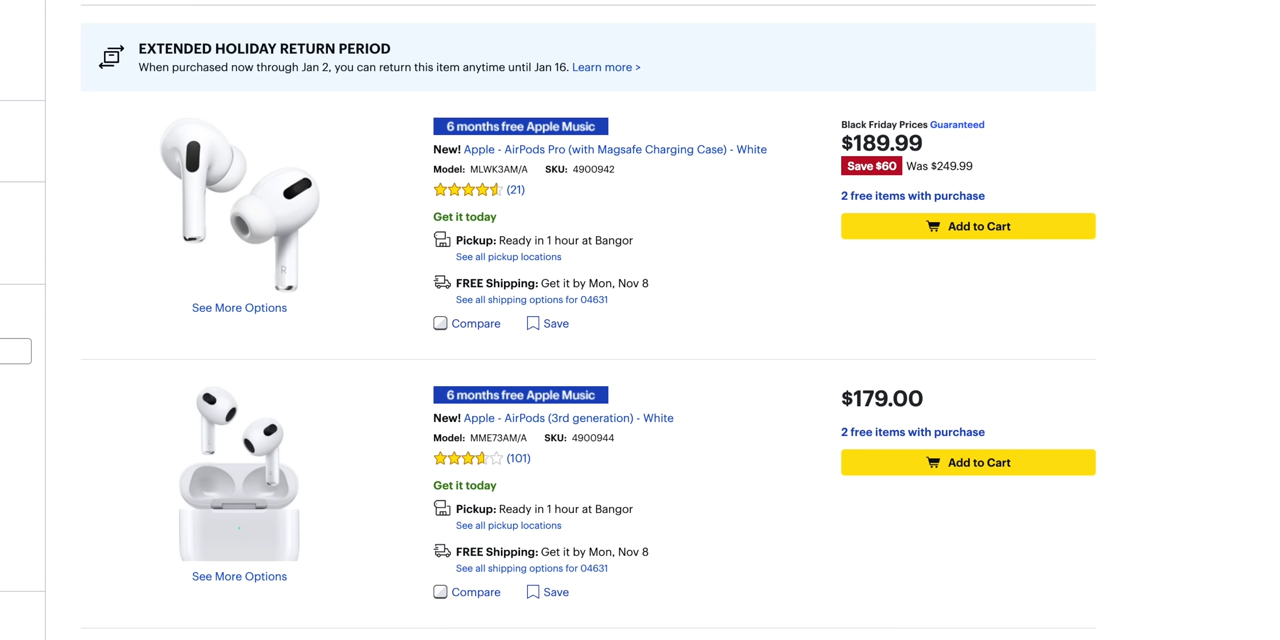 EXTENDED HOLIDAY RETURN PERIOD
When purchased now through Jan 2, you can return this item anytime until Jan 16. Learn more >
6 months free Apple Music
New! Apple - AirPods Pro (with Magsafe Charging Case) - White
Model: MLWK3AM/A SKU: 4900942
(21)
Get it today
Pickup: Ready in 1 hour at Bangor
See all pickup locations
FREE Shipping: Get it by Mon, Nov 8
See all shipping options for 04631
Compare Save
R
See More Options
Black Friday Prices Guaranteed
$189.99
Save $60 Was $249.99
2 free items with purchase
Add to Cart
6 months free Apple Music
New! Apple - AirPods (3rd generation) - White
Model: MME73AM/A SKU: 4900944
(101)
Get it today
Pickup: Ready in 1 hour at Bangor
See all pickup locations
FREE Shipping: Get it by Mon, Nov 8
See all shipping options for 04631
Compare Save
See More Options
$179.00
2 free items with purchase
Add to Cart